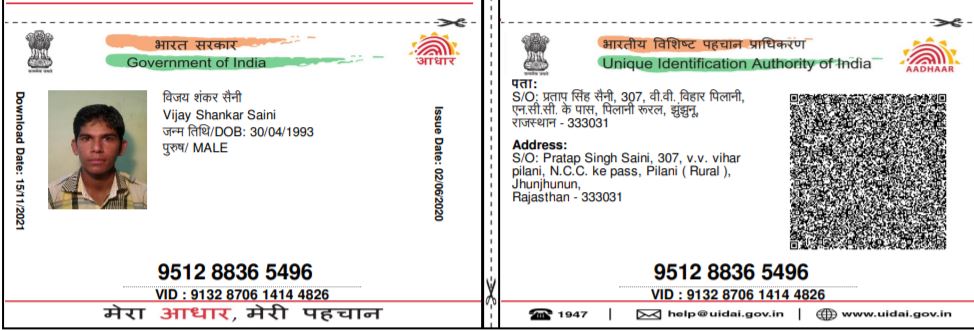 भारत सरकार
Government of India
आधार
Download Date: 15/11/2021
विजय शंकर सैनी
Vijay Shankar Saini
जन्म तिथि/DOB: 30/04/1993
पुरुष/ MALE
Issue Date: 02/06/2020
9512 8836 5496
VID : 9132 8706 1414 4826
मेरा आधार, मेरी पहचान
भारतीय विशिष्ट पहचान प्राधिकरण
Unique Identification Authority of India
AADHAAR
पता:
S/O: प्रताप सिंह सैनी, 307, वी.वी. विहार पिलानी,
एन.सी.सी. के पास, पिलानी रूरल, झुंझुनू,
राजस्थान - 333031
Address:
S/O: Pratap Singh Saini, 307, v.v. vihar
pilani, N.C.C. ke pass, Pilani ( Rural ),
Jhunjhunun,
Rajasthan - 333031
9512 8836 5496
VID : 9132 8706 1414 4826
1947 | help@uidai.gov.in | www.uidai.gov.in